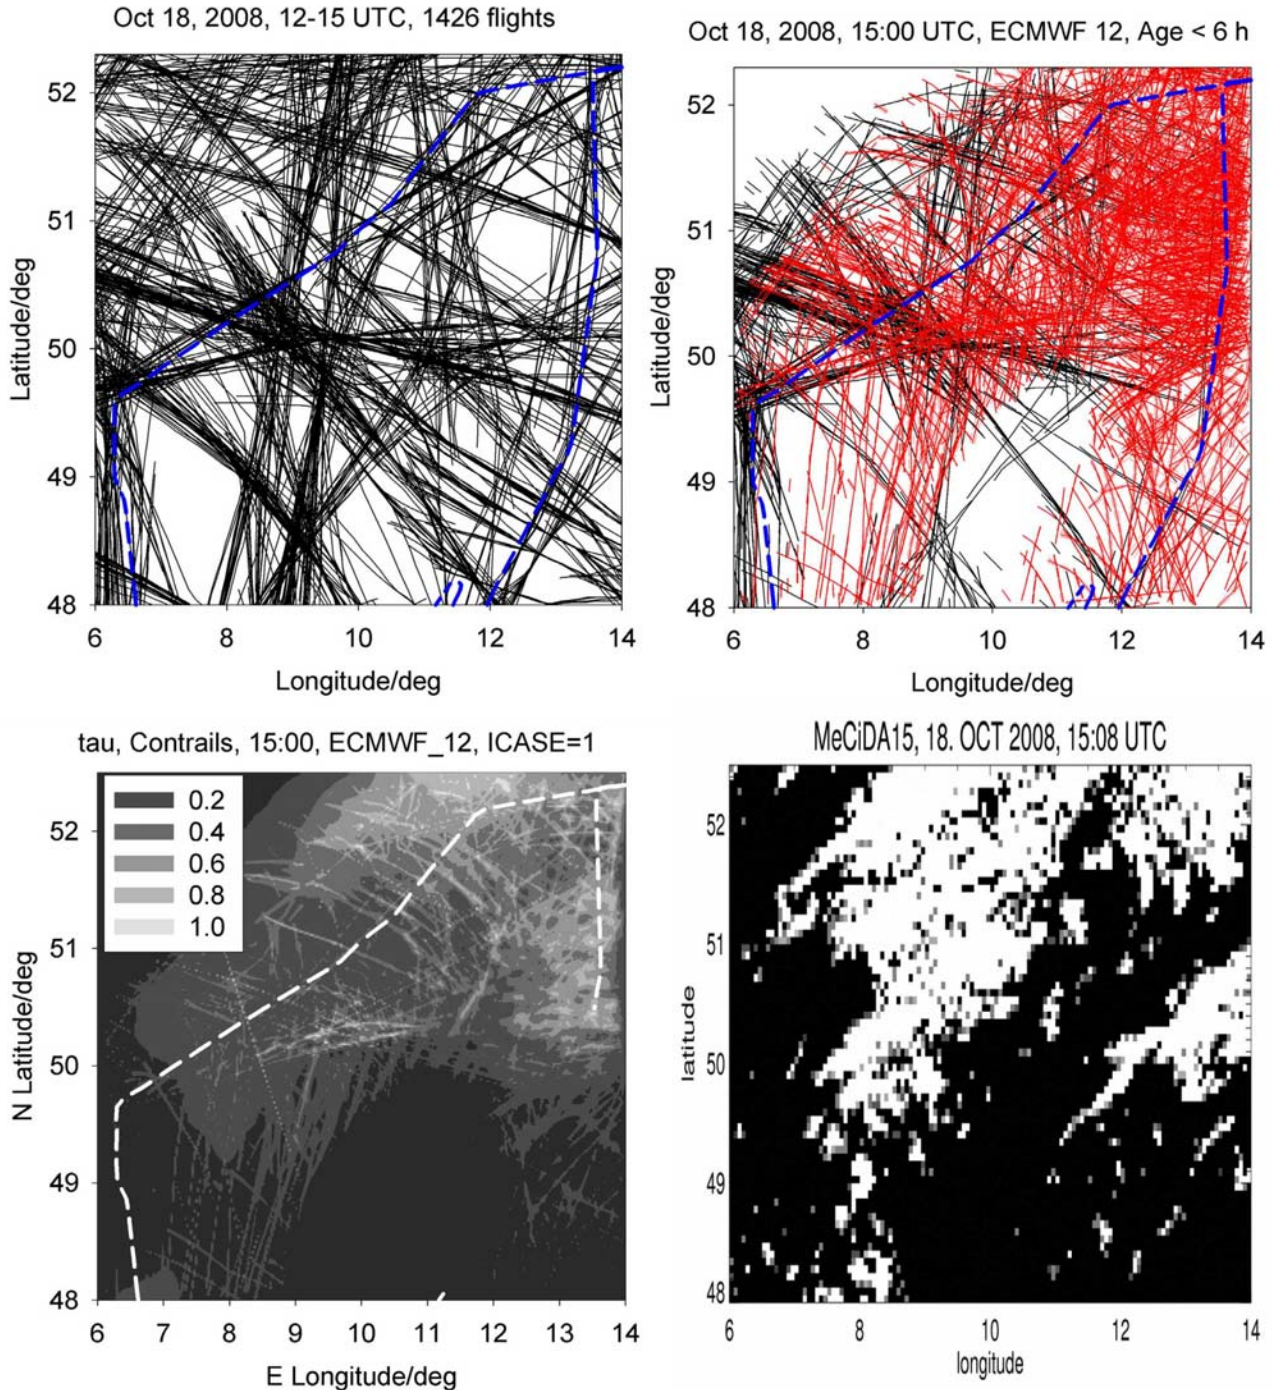 Oct 18, 2008, 12-15 UTC, 1426 flights
52
51
50
49
48
Latitude/deg
6 8 10 12 14
Longitude/deg
Oct 18, 2008, 15:00 UTC, ECMWF 12, Age < 6 h
52
51
50
49
48
Latitude/deg
6 8 10 12 14
Longitude/deg
tau, Contrails, 15:00, ECMWF_12, ICASE=1
0.2
0.4
0.6
0.8
1.0
52
51
50
49
48
N Latitude/deg
6 7 8 9 10 11 12 13 14
E Longitude/deg
MeCiDA15, 18. OCT 2008, 15:08 UTC
52
51
50
49
48
latitude
6 8 10 12 14
longitude